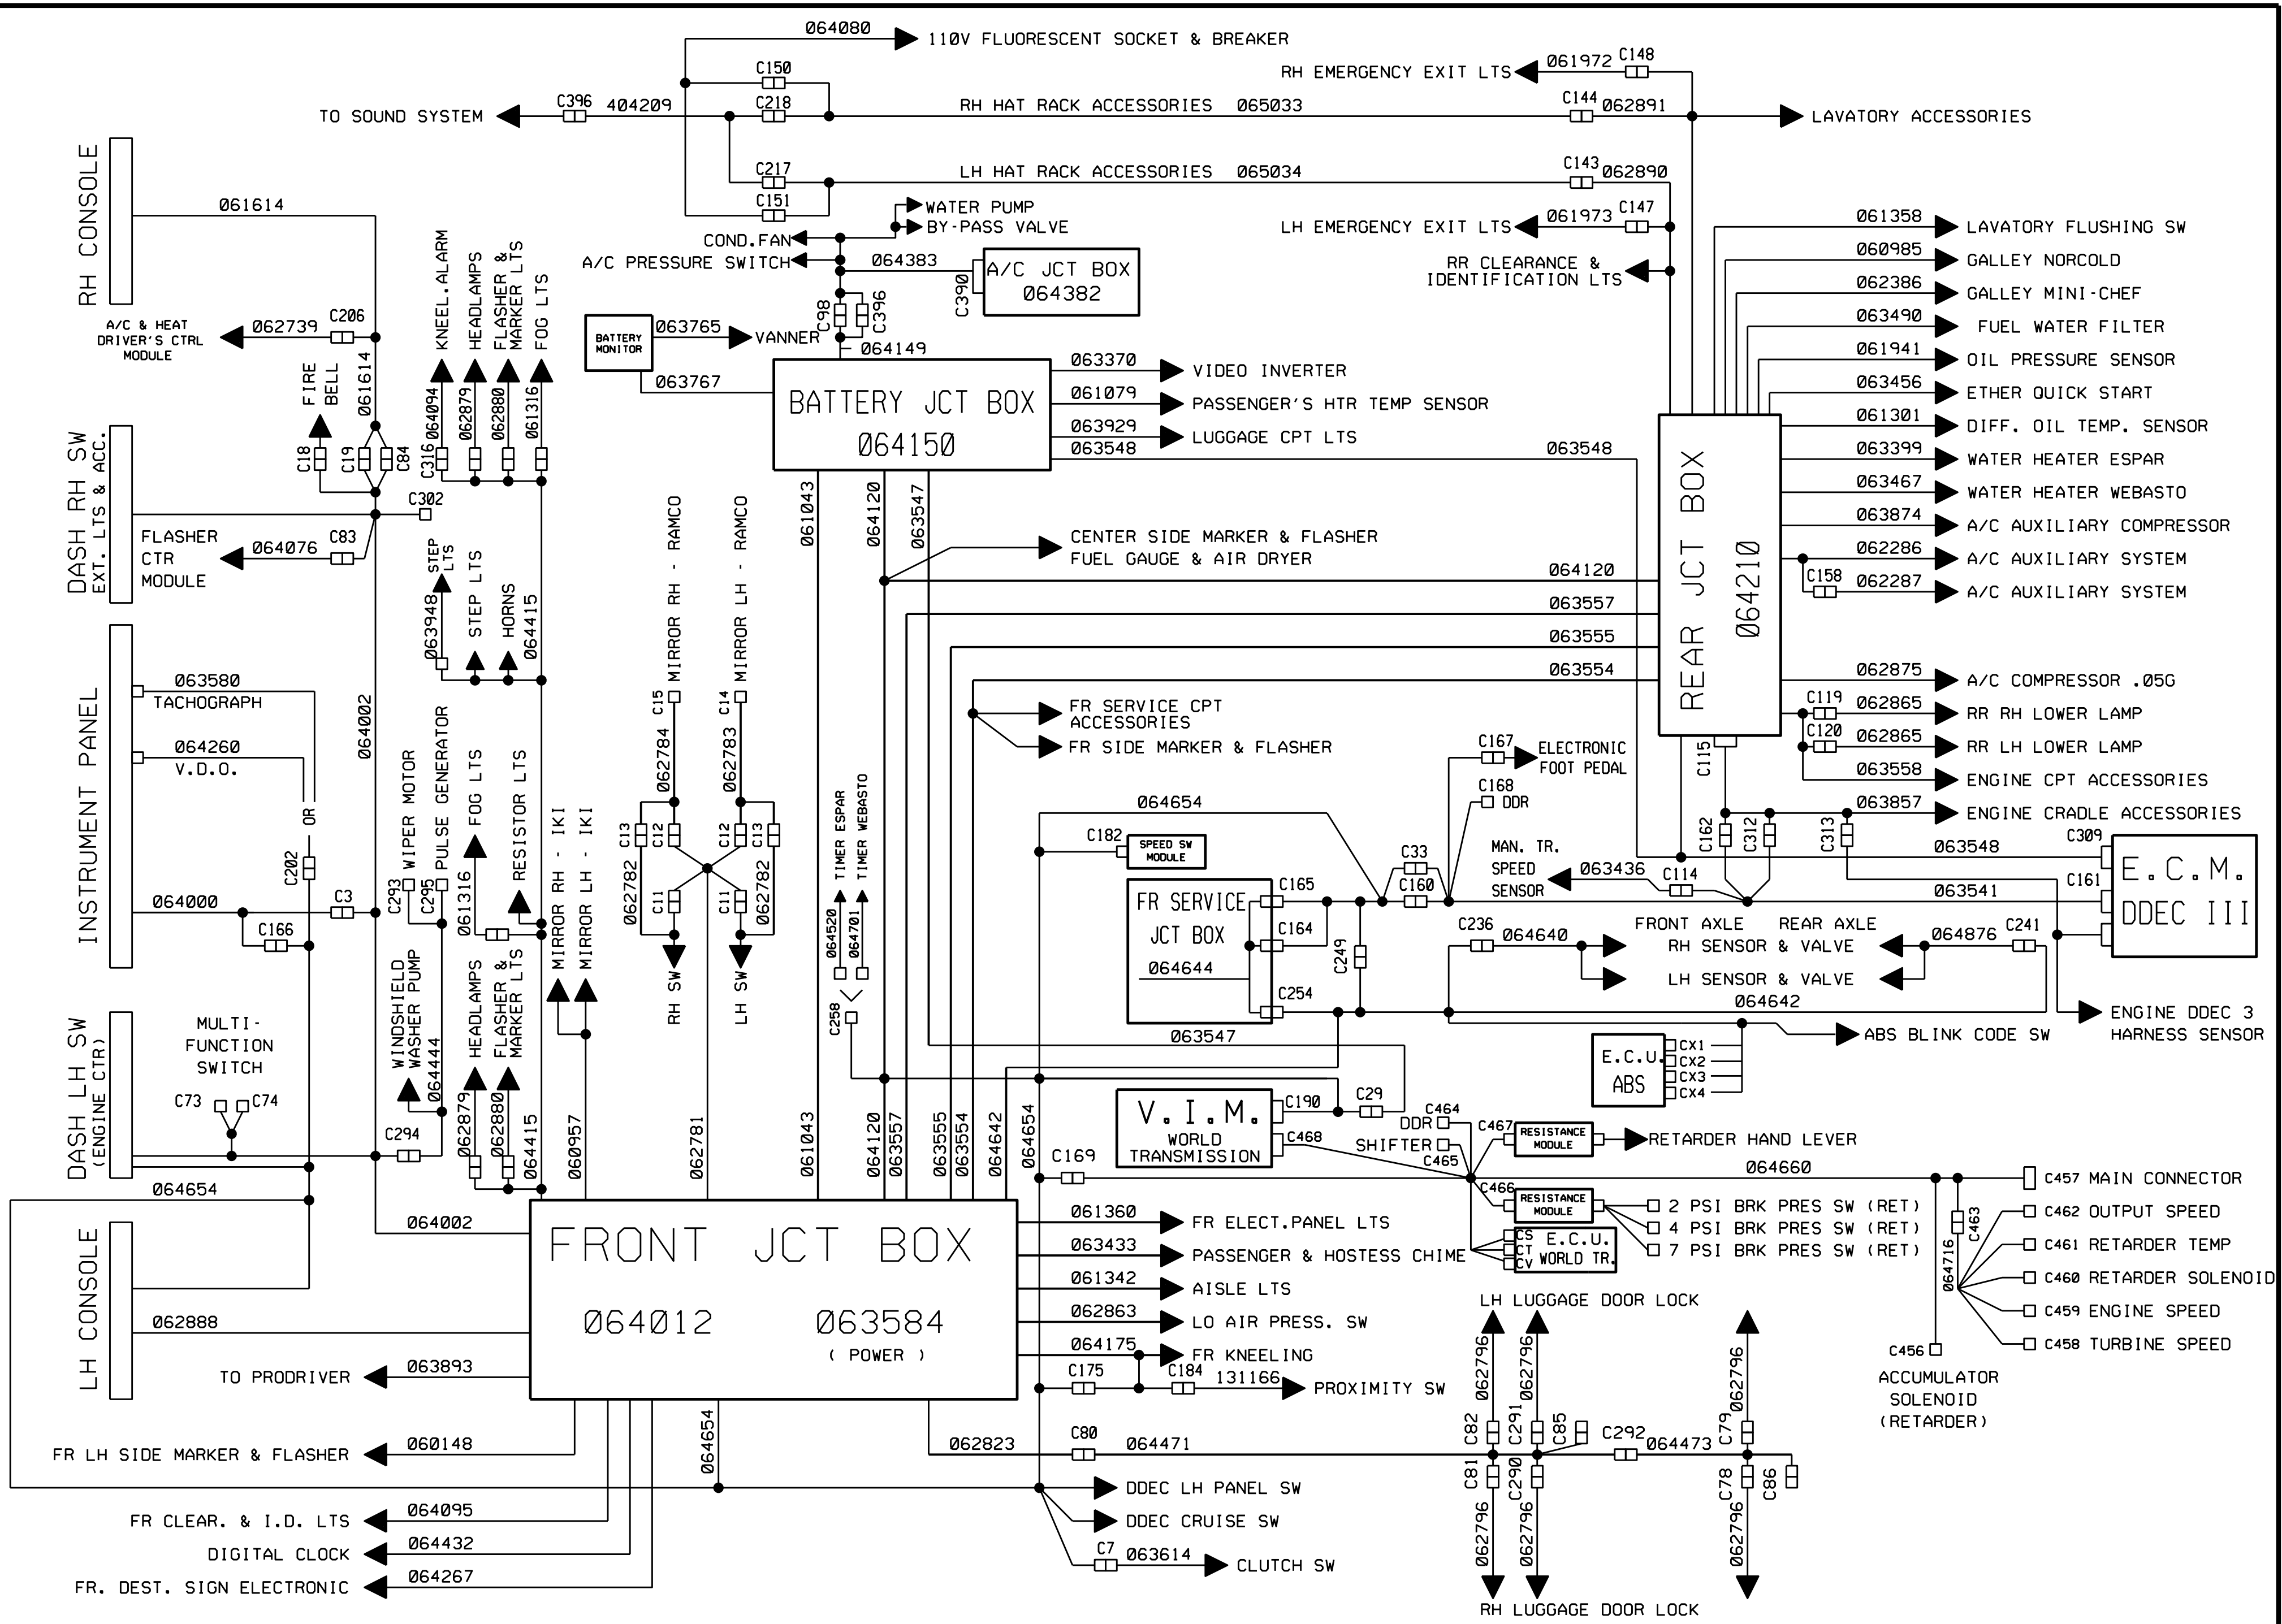 064080
110V FLUORESCENT SOCKET & BREAKER
C150
RH EMERGENCY EXIT LTS
061972
C148
TO SOUND SYSTEM
C396
404209
C218
RH HAT RACK ACCESSORIES 065033
C144
062891
LAVATORY ACCESSORIES
C217
LH HAT RACK ACCESSORIES 065034
C143
062890
C151
RH CONSOLE
061614
WATER PUMP
BY-PASS VALVE
COND.FAN
A/C PRESSURE SWITCH
064383
C390
A/C JCT BOX
064382
LH EMERGENCY EXIT LTS
061973
C147
RR CLEARANCE &
IDENTIFICATION LTS
061358
LAVATORY FLUSHING SW
060985
GALLEY NORCOLD
062386
GALLEY MINI-CHEF
063490
FUEL WATER FILTER
061941
OIL PRESSURE SENSOR
063456
ETHER QUICK START
061301
DIFF. OIL TEMP. SENSOR
063399
WATER HEATER ESPAR
063467
WATER HEATER WEBASTO
063874
A/C AUXILIARY COMPRESSOR
062286
A/C AUXILIARY SYSTEM
C158
062287
A/C AUXILIARY SYSTEM
A/C & HEAT
DRIVER'S CTRL
MODULE
062739
C206
061614
FIRE
BELL
C18
C19
C84
KNEEL.ALARM
HEADLAMPS
FLASHER &
MARKER LTS
FOG LTS
C316
064094
062879
062880
061316
C98
C396
BATTERY
MONITOR
063765
VANNER
063767
064149
BATTERY JCT BOX
064150
063370
VIDEO INVERTER
061079
PASSENGER'S HTR TEMP SENSOR
063929
LUGGAGE CPT LTS
063548
063548
REAR JCT BOX
064210
DASH RH SW
EXT. LTS & ACC.
C302
FLASHER
CTR
MODULE
064076
C83
STEP
LTS
063948
STEP LTS
HORNS
064415
MIRROR RH - RAMCO
MIRROR LH - RAMCO
C15
C14
061043
064120
063547
CENTER SIDE MARKER & FLASHER
FUEL GAUGE & AIR DRYER
064120
063557
063555
063554
INSTRUMENT PANEL
063580
TACHOGRAPH
064260
V.D.O.
OR
C202
064002
064000
C3
C166
WIPER MOTOR
PULSE GENERATOR
C293
C295
FOG LTS
061316
RESISTOR LTS
MIRROR RH - IKI
MIRROR LH - IKI
062784
062783
C13
C12
C12
C13
062782
C11
C11
062782
RH SW
LH SW
TIMER ESPAR
TIMER WEBASTO
064520
064701
C258
FR SERVICE CPT
ACCESSORIES
FR SIDE MARKER & FLASHER
C167
ELECTRONIC
FOOT PEDAL
C168
DDR
064654
C182
SPEED SW
MODULE
C33
C160
C165
C164
C254
FR SERVICE
JCT BOX
064644
C249
063547
MAN. TR.
SPEED
SENSOR
063436
C114
C115
062875
A/C COMPRESSOR .05G
C119
062865
RR RH LOWER LAMP
C120
062865
RR LH LOWER LAMP
063558
ENGINE CPT ACCESSORIES
063857
ENGINE CRADLE ACCESSORIES
C162
C312
C313
C309
063548
C161
063541
E.C.M.
DDEC III
C236
064640
FRONT AXLE
REAR AXLE
RH SENSOR & VALVE
LH SENSOR & VALVE
064876
C241
064642
ENGINE DDEC 3
HARNESS SENSOR
ABS BLINK CODE SW
E.C.U.
ABS
CX1
CX2
CX3
CX4
DASH LH SW
(ENGINE CTR)
MULTI-
FUNCTION
SWITCH
C73
C74
WINDSHIELD
WASHER PUMP
064444
C294
HEADLAMPS
FLASHER &
MARKER LTS
062879
062880
064415
060957
062781
061043
064120
063557
063555
063554
064642
064654
V.I.M.
WORLD
TRANSMISSION
C190
C29
C468
C464
DDR
SHIFTER
C465
C467
RESISTANCE
MODULE
RETARDER HAND LEVER
C169
064660
C466
RESISTANCE
MODULE
2 PSI BRK PRES SW (RET)
4 PSI BRK PRES SW (RET)
7 PSI BRK PRES SW (RET)
CS
CT
CV
E.C.U.
WORLD TR.
C457 MAIN CONNECTOR
C462 OUTPUT SPEED
C461 RETARDER TEMP
C460 RETARDER SOLENOID
C459 ENGINE SPEED
C458 TURBINE SPEED
C463
064716
C456
ACCUMULATOR
SOLENOID
(RETARDER)
064654
LH CONSOLE
064002
062888
FRONT JCT BOX
064012
063584
( POWER )
061360
FR ELECT.PANEL LTS
063433
PASSENGER & HOSTESS CHIME
061342
AISLE LTS
062863
LO AIR PRESS. SW
064175
FR KNEELING
C175
C184
131166
PROXIMITY SW
TO PRODRIVER
063893
FR LH SIDE MARKER & FLASHER
060148
064654
062823
C80
064471
LH LUGGAGE DOOR LOCK
062796
062796
062796
C82
C291
C85
C292
064473
C79
C81
C290
C78
C86
062796
062796
062796
RH LUGGAGE DOOR LOCK
DDEC LH PANEL SW
DDEC CRUISE SW
C7
063614
CLUTCH SW
FR CLEAR. & I.D. LTS
064095
DIGITAL CLOCK
064432
FR. DEST. SIGN ELECTRONIC
064267